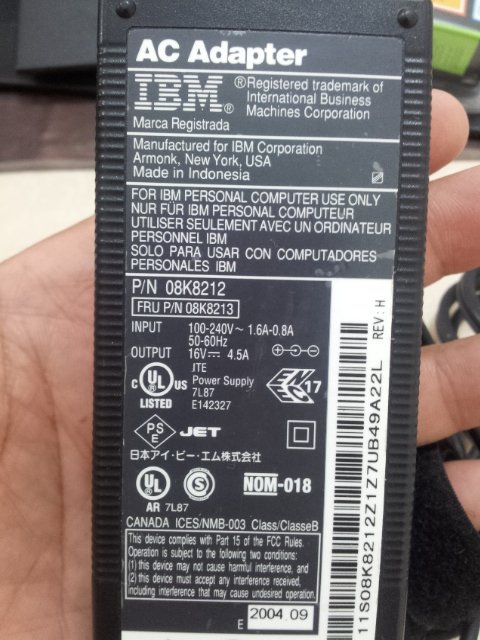 AC Adapter
IBM®
®Registered trademark of
International Business
Machines Corporation
Marca Registrada
Manufactured for IBM Corporation
Armonk, New York, USA
Made in Indonesia
FOR IBM PERSONAL COMPUTER USE ONLY
NUR FÜR IBM PERSONAL COMPUTEUR
UTILISER SEULEMENT AVEC UN ORDINATEUR
PERSONNEL IBM
SOLO PARA USAR CON COMPUTADORES
PERSONALES IBM
P/N 08K8212
FRU P/N 08K8213
INPUT 100-240V~ 1.6A-0.8A
50-60Hz
OUTPUT 16V⎓ 4.5A
ITE
Power Supply
7L87
E142327
C UL US
LISTED
17
PS
E
JET
日本アイ・ビー・エム株式会社
UL
S
NOM-018
AR 7L87
CANADA ICES/NMB-003 Class/ClasseB
This device complies with Part 15 of the FCC Rules.
Operation is subject to the following two conditions:
(1) this device may not cause harmful interference, and
(2) this device must accept any interference received,
including interference that may cause undesired operation.
E 2004.09
REV: H
11S08K8212Z1Z7UB49A22L